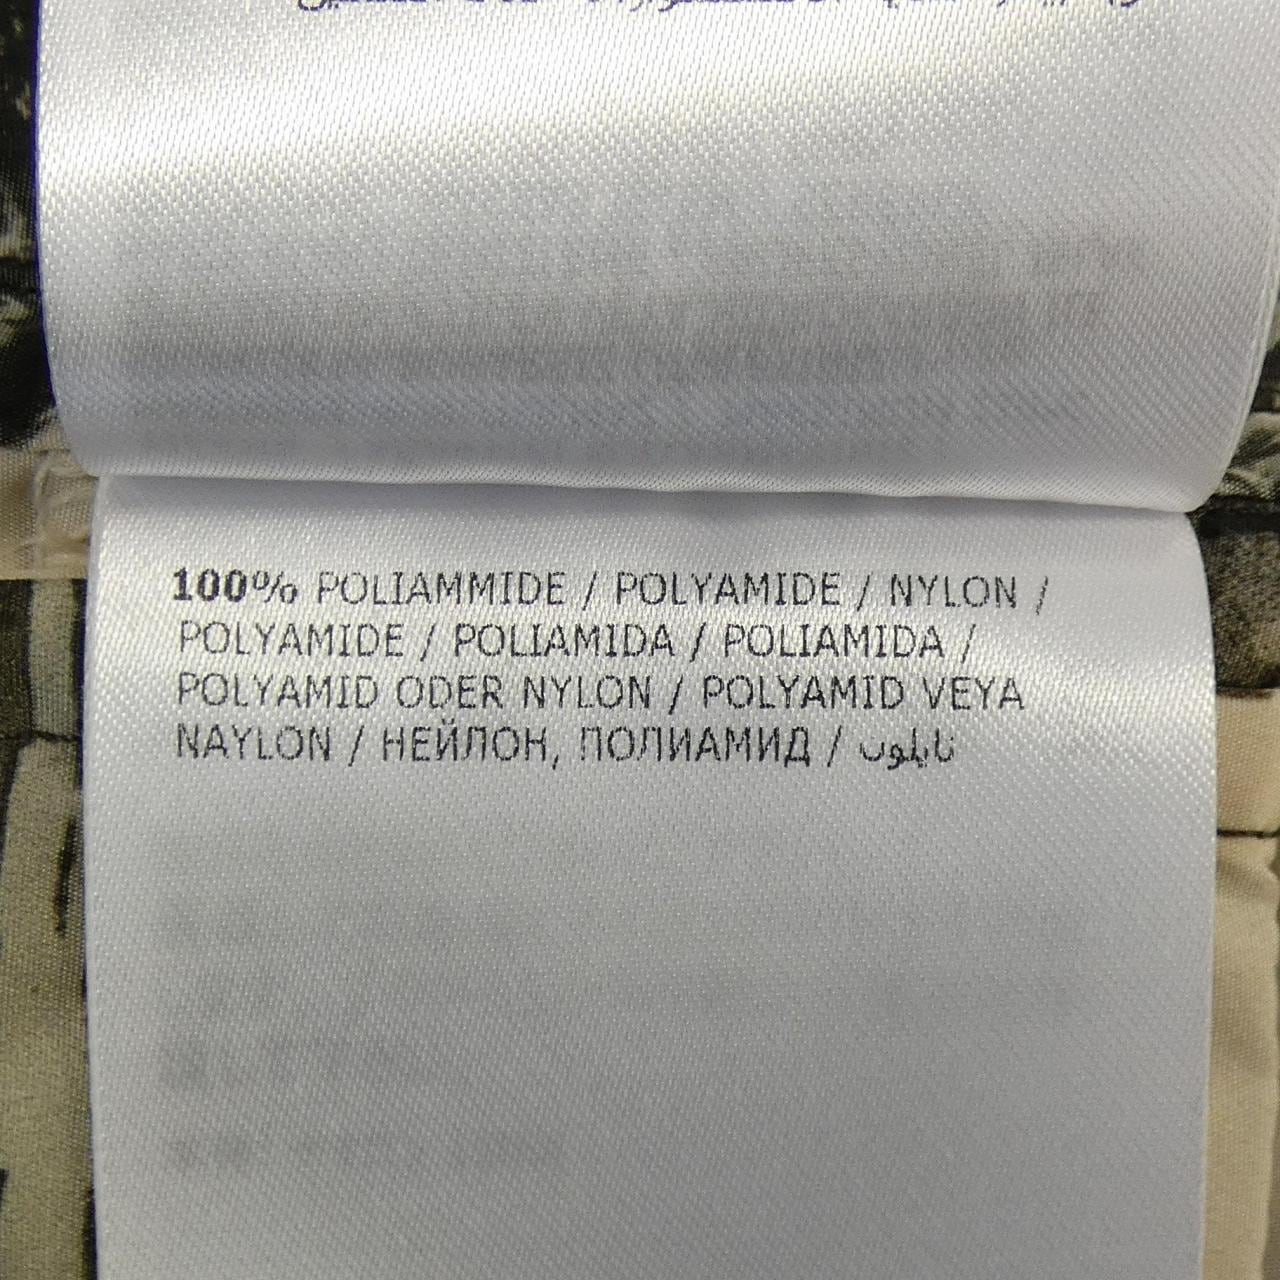 100% POLIAMMIDE / POLYAMIDE / NYLON /
POLYAMIDE / POLIAMIDA / POLIAMIDA /
POLYAMID ODER NYLON / POLYAMID VEYA
NAYLON / НЕЙЛОН, ПОЛИАМИД / نايلون